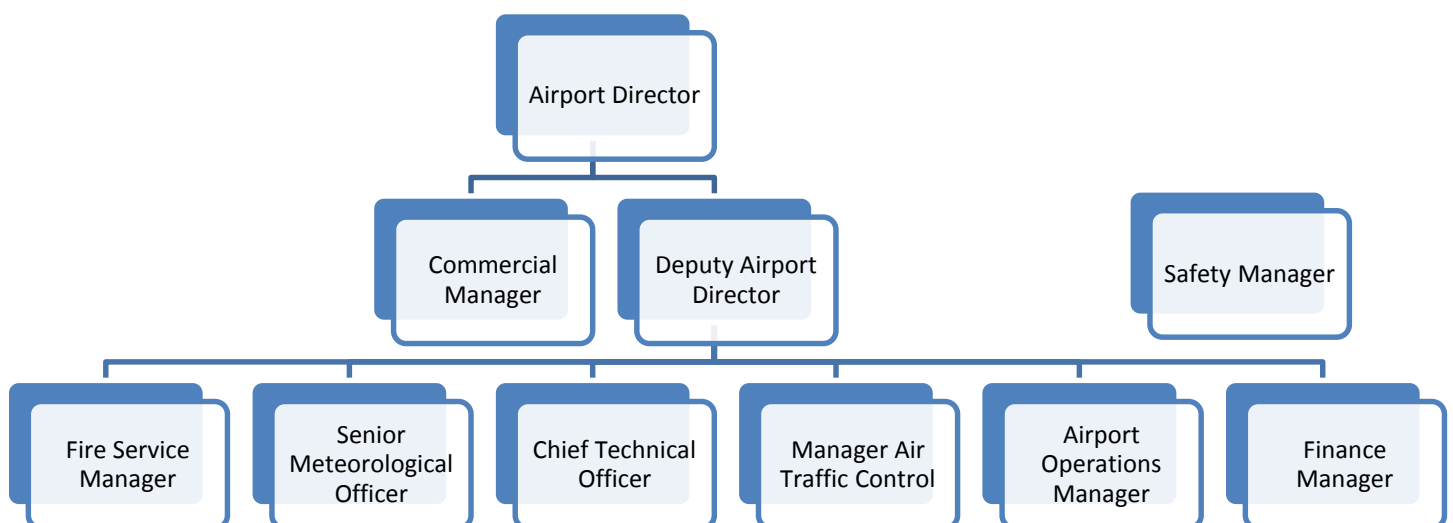 Airport Director
Commercial
Manager
Deputy Airport
Director
Safety Manager
Fire Service
Manager
Senior
Meteorological
Officer
Chief Technical
Officer
Manager Air
Traffic Control
Airport
Operations
Manager
Finance
Manager